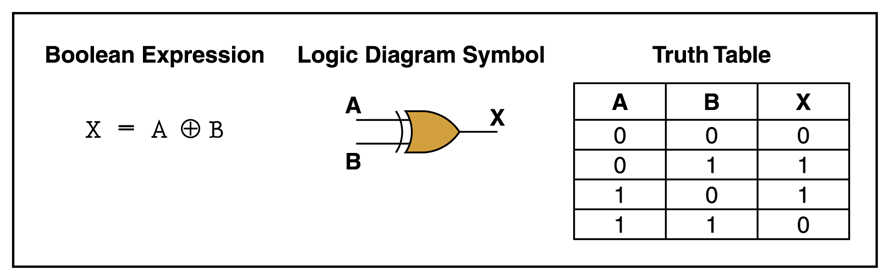 Boolean Expression
X = A ⊕ B
Logic Diagram Symbol
A
B
X
Truth Table
A B X
0 0 0
0 1 1
1 0 1
1 1 0